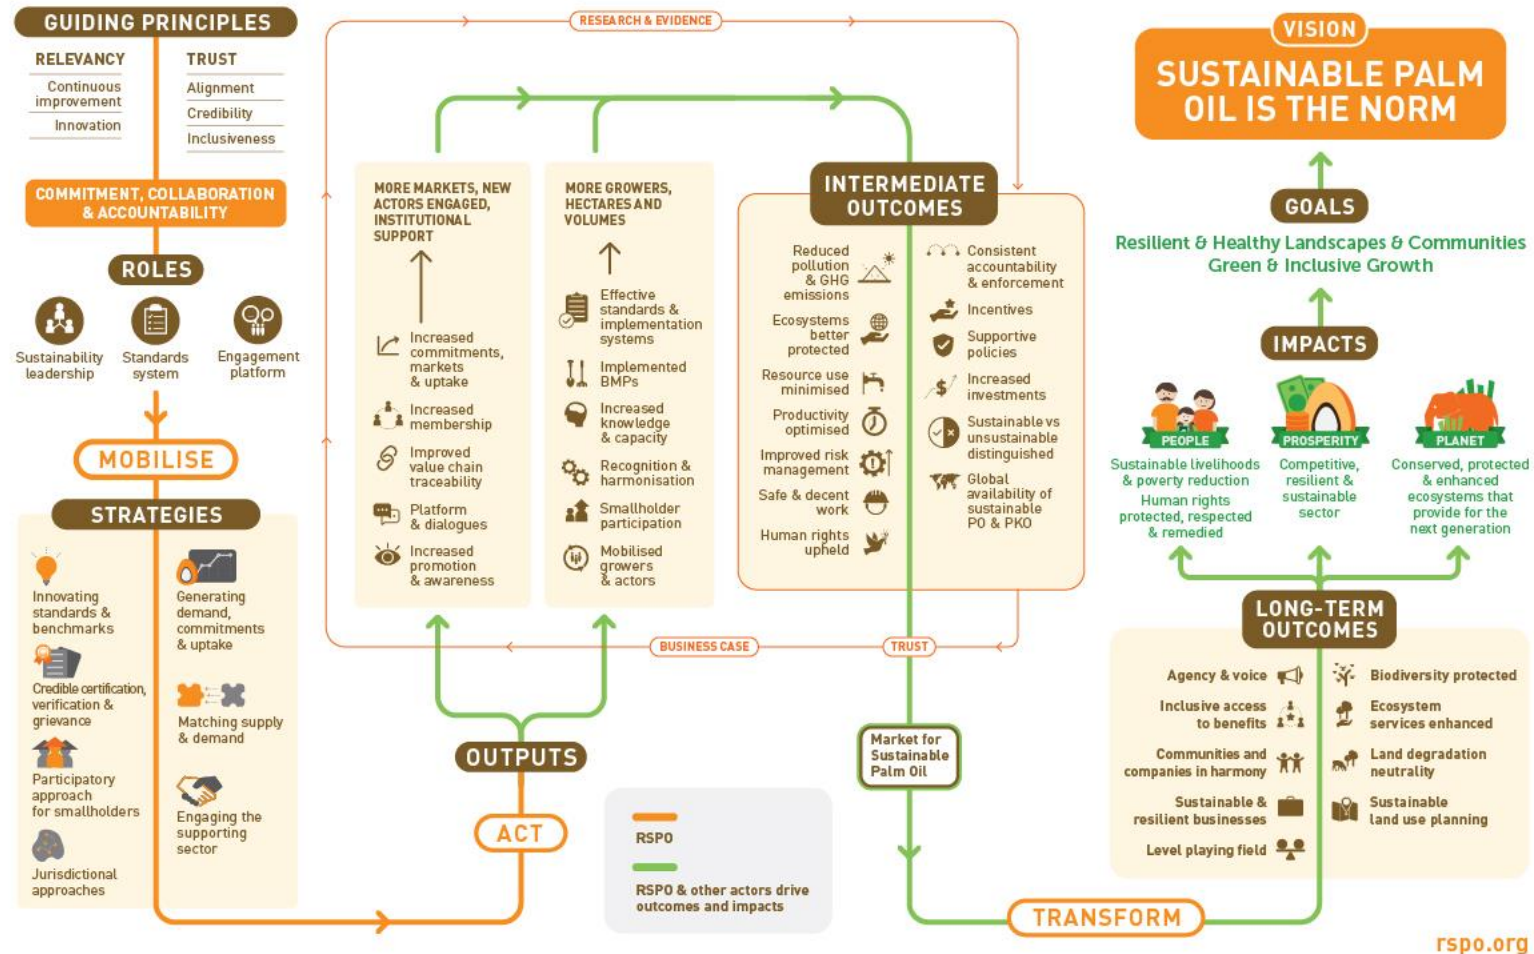 GUIDING PRINCIPLES
RELEVANCY
Continuous
improvement
Innovation
TRUST
Alignment
Credibility
Inclusiveness
COMMITMENT, COLLABORATION
& ACCOUNTABILITY
ROLES
Sustainability
leadership
Standards
system
Engagement
platform
MOBILISE
STRATEGIES
Innovating
standards &
benchmarks
Credible certification,
verification &
grievance
Participatory
approach
for smallholders
Jurisdictional
approaches
Generating
demand,
commitments
& uptake
Matching supply
& demand
Engaging the
supporting
sector
ACT
OUTPUTS
RESEARCH & EVIDENCE
MORE MARKETS, NEW
ACTORS ENGAGED,
INSTITUTIONAL
SUPPORT
Increased
commitments,
markets
& uptake
Increased
membership
Improved
value chain
traceability
Platform
& dialogues
Increased
promotion
& awareness
MORE GROWERS,
HECTARES AND
VOLUMES
Effective
standards &
implementation
systems
Implemented
BMPs
Increased
knowledge
& capacity
Recognition &
harmonisation
Smallholder
participation
Mobilised
growers
& actors
BUSINESS CASE
TRUST
INTERMEDIATE
OUTCOMES
Reduced
pollution
& GHG
emissions
Ecosystems
better
protected
Resource use
minimised
Productivity
optimised
Improved risk
management
Safe & decent
work
Human rights
upheld
Consistent
accountability
& enforcement
Incentives
Supportive
policies
Increased
investments
Sustainable vs
unsustainable
distinguished
Global
availability of
sustainable
PO & PKO
Market for
Sustainable
Palm Oil
RSPO
RSPO & other actors drive
outcomes and impacts
TRANSFORM
LONG-TERM
OUTCOMES
Agency & voice
Inclusive access
to benefits
Communities and
companies in harmony
Sustainable &
resilient businesses
Level playing field
Biodiversity protected
Ecosystem
services enhanced
Land degradation
neutrality
Sustainable
land use planning
IMPACTS
PEOPLE
Sustainable livelihoods
& poverty reduction
Human rights
protected, respected
& remedied
PROSPERITY
Competitive,
resilient &
sustainable
sector
PLANET
Conserved, protected
& enhanced
ecosystems that
provide for the
next generation
GOALS
Resilient & Healthy Landscapes & Communities
Green & Inclusive Growth
VISION
SUSTAINABLE PALM
OIL IS THE NORM
rspo.org